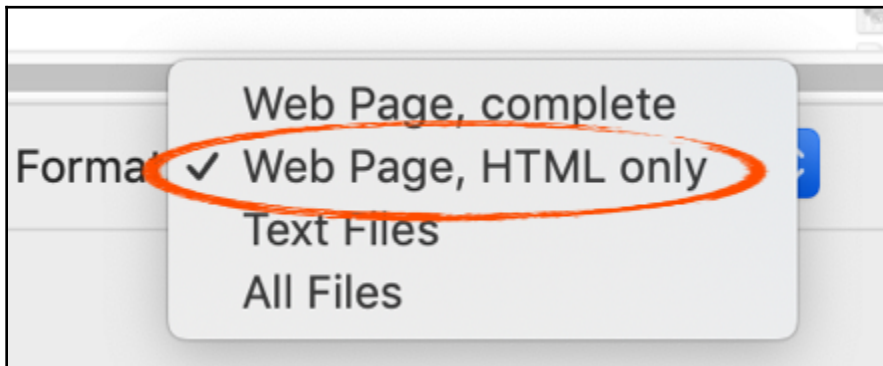 Web Page, complete
Format ✓ Web Page, HTML only
Text Files
All Files